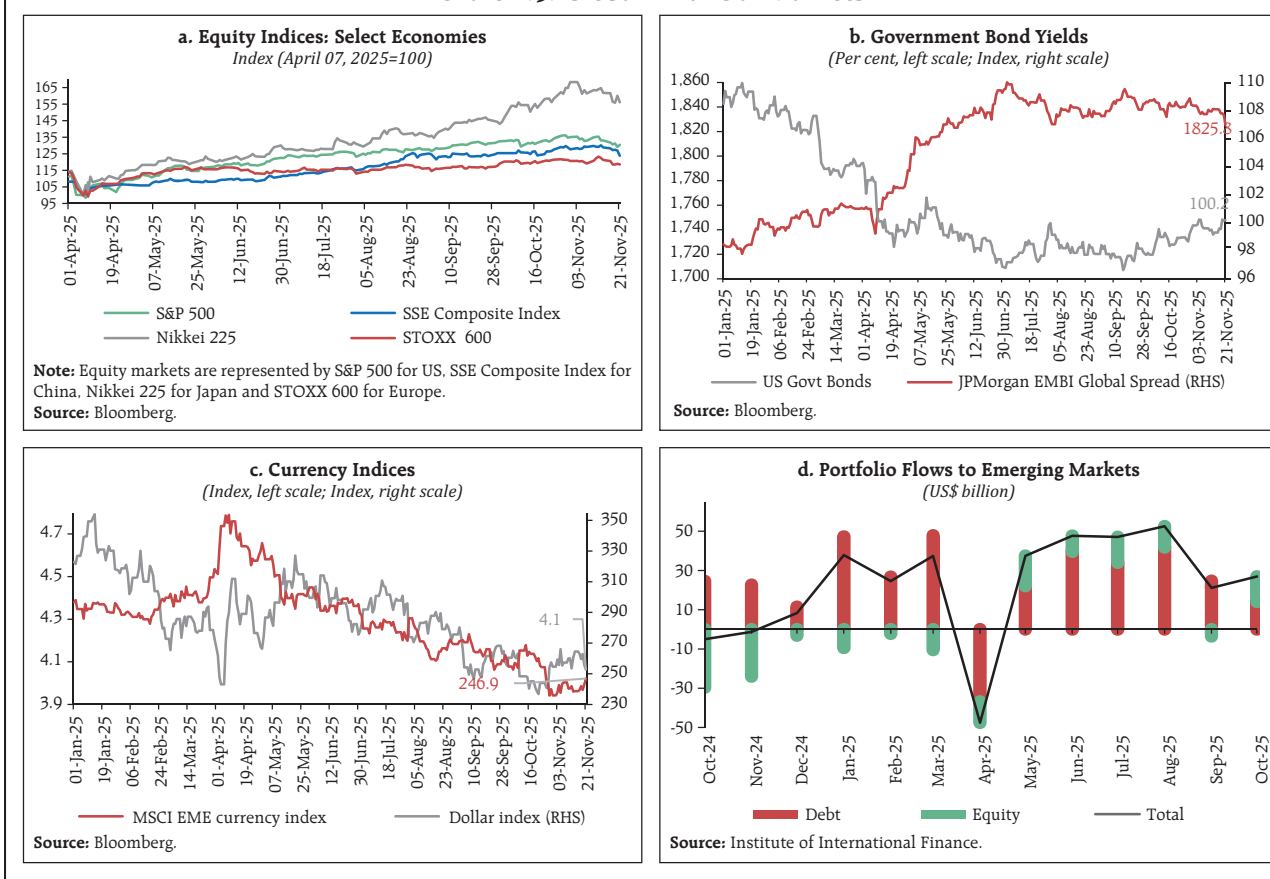 a. Equity Indices: Select Economies
Index (April 07, 2025=100)
165
155
145
135
125
115
105
95
01-Apr-25
19-Apr-25
07-May-25
25-May-25
12-Jun-25
30-Jun-25
18-Jul-25
05-Aug-25
23-Aug-25
10-Sep-25
28-Sep-25
16-Oct-25
03-Nov-25
21-Nov-25
S&P 500
SSE Composite Index
Nikkei 225
STOXX 600
Note: Equity markets are represented by S&P 500 for US, SSE Composite Index for
China, Nikkei 225 for Japan and STOXX 600 for Europe.
Source: Bloomberg.
b. Government Bond Yields
(Per cent, left scale; Index, right scale)
1,860
1,840
1,820
1,800
1,780
1,760
1,740
1,720
1,700
110
108
106
104
102
100
98
96
1825.8
100.2
01-Jan-25
19-Jan-25
06-Feb-25
24-Feb-25
14-Mar-25
01-Apr-25
19-Apr-25
07-May-25
25-May-25
12-Jun-25
30-Jun-25
18-Jul-25
05-Aug-25
23-Aug-25
10-Sep-25
28-Sep-25
16-Oct-25
03-Nov-25
21-Nov-25
US Govt Bonds
JPMorgan EMBI Global Spread (RHS)
Source: Bloomberg.
c. Currency Indices
(Index, left scale; Index, right scale)
4.7
4.5
4.3
4.1
3.9
350
330
310
290
270
250
230
4.1
246.9
01-Jan-25
19-Jan-25
06-Feb-25
24-Feb-25
14-Mar-25
01-Apr-25
19-Apr-25
07-May-25
25-May-25
12-Jun-25
30-Jun-25
18-Jul-25
05-Aug-25
23-Aug-25
10-Sep-25
28-Sep-25
16-Oct-25
03-Nov-25
21-Nov-25
MSCI EME currency index
Dollar index (RHS)
Source: Bloomberg.
d. Portfolio Flows to Emerging Markets
(US$ billion)
50
30
10
-10
-30
-50
Oct-24
Nov-24
Dec-24
Jan-25
Feb-25
Mar-25
Apr-25
May-25
Jun-25
Jul-25
Aug-25
Sep-25
Oct-25
Debt
Equity
Total
Source: Institute of International Finance.